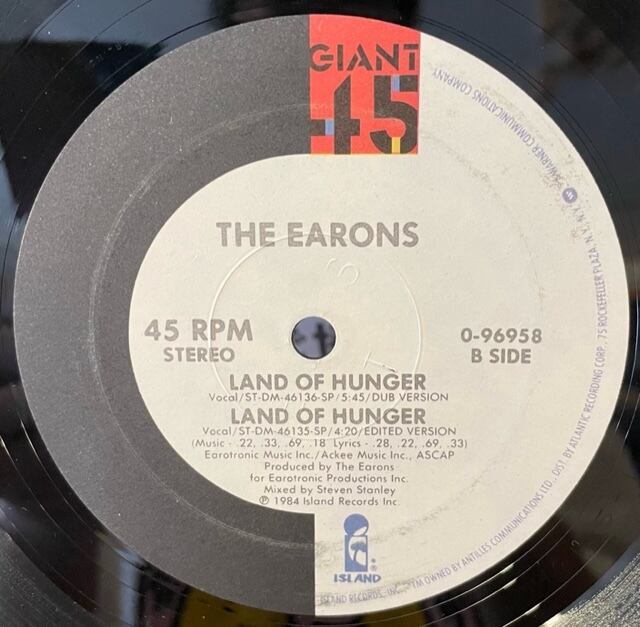 GIANT
45
THE EARONS
45 RPM
STEREO
0-96958
B SIDE
LAND OF HUNGER
Vocal/ST-DM-46136-SP/5:45/DUB VERSION
LAND OF HUNGER
Vocal/ST-DM-46135-SP/4:20/EDITED VERSION
(Music - .22, .33, .69, .18 Lyrics - .28, .22, .69, .33)
Earotronic Music Inc./Ackee Music Inc., ASCAP
Produced by The Earons
for Earotronic Productions Inc.
Mixed by Steven Stanley
℗ 1984 Island Records Inc.
®
ISLAND
ISLAND RECORDS, INC. TM OWNED BY ANTILLES COMMUNICATIONS LTD., DIST. BY ATLANTIC RECORDING CORP., 75 ROCKEFELLER PLAZA, N.Y., N.Y. A WARNER COMMUNICATIONS COMPANY